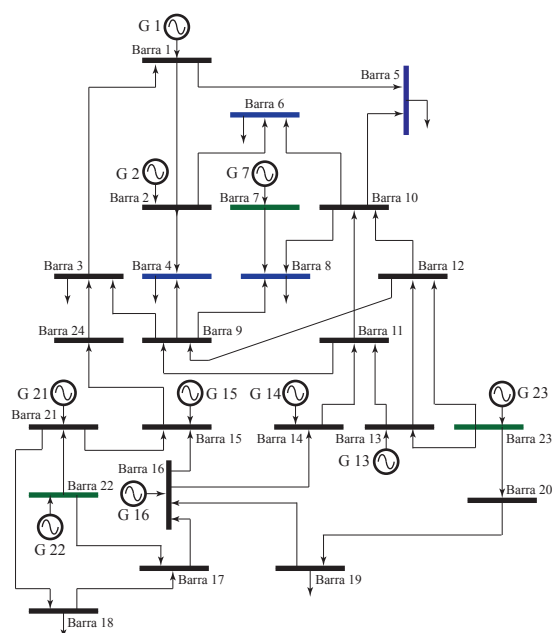 G 1
Barra 1
Barra 5
Barra 6
G 2
G 7
Barra 2
Barra 7
Barra 10
Barra 3
Barra 4
Barra 8
Barra 12
Barra 24
Barra 9
Barra 11
G 21
G 15
G 14
G 23
Barra 21
Barra 15
Barra 14
Barra 13
Barra 23
G 13
Barra 16
Barra 22
G 16
Barra 20
G 22
Barra 17
Barra 19
Barra 18